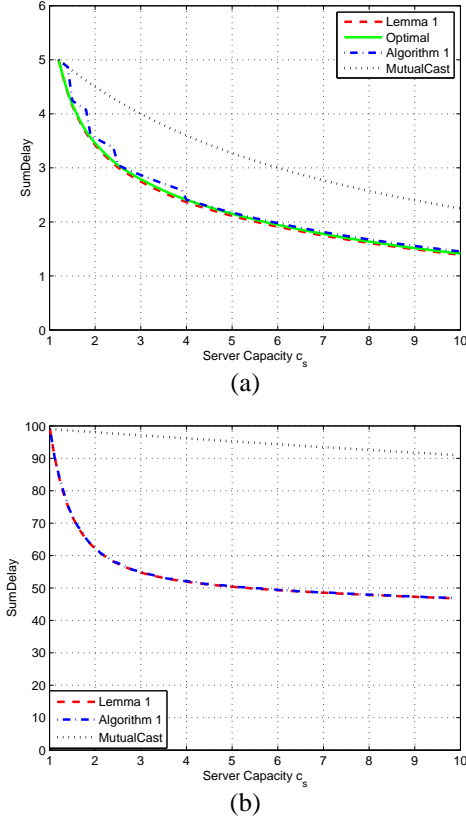 6
5
4
3
2
1
0
SumDelay
1 2 3 4 5 6 7 8 9 10
Server Capacity c_s
Lemma 1
Optimal
Algorithm 1
MutualCast
(a)
100
90
80
70
60
50
40
30
20
10
0
SumDelay
Lemma 1
Algorithm 1
MutualCast
1 2 3 4 5 6 7 8 9 10
Server Capacity c_s
(b)